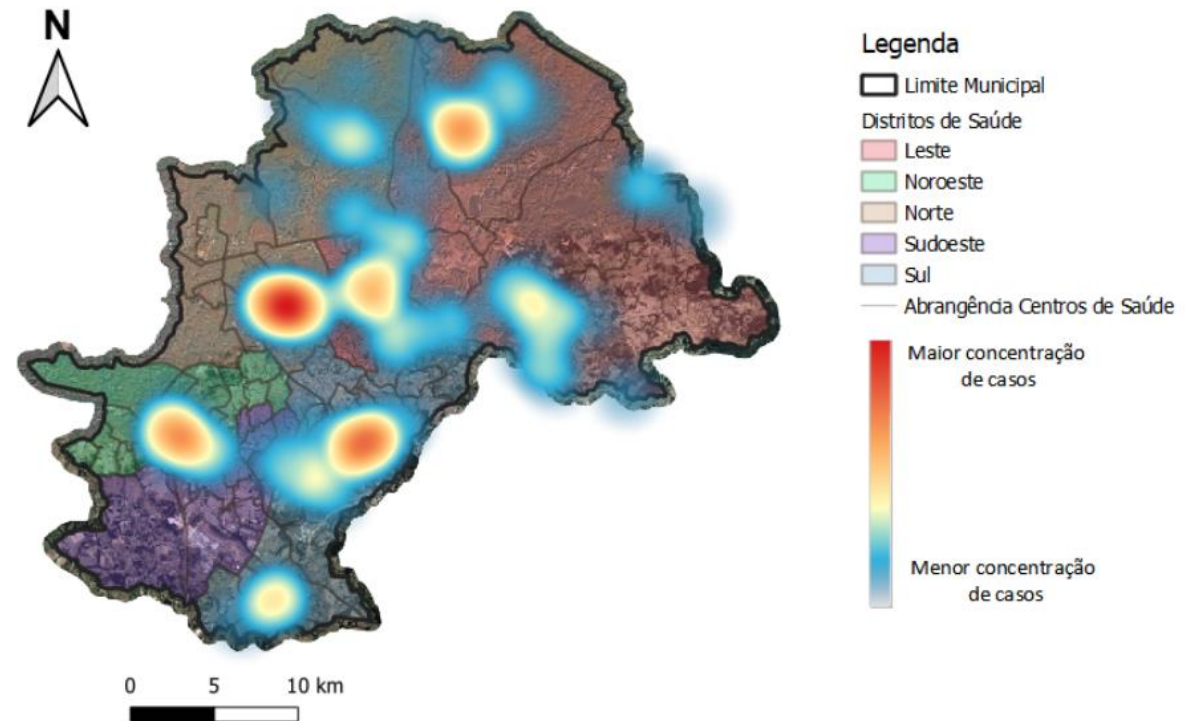 N
Legenda
Limite Municipal
Distritos de Saúde
Leste
Noroeste
Norte
Sudoeste
Sul
Abrangência Centros de Saúde
Maior concentração
de casos
Menor concentração
de casos
0 5 10 km